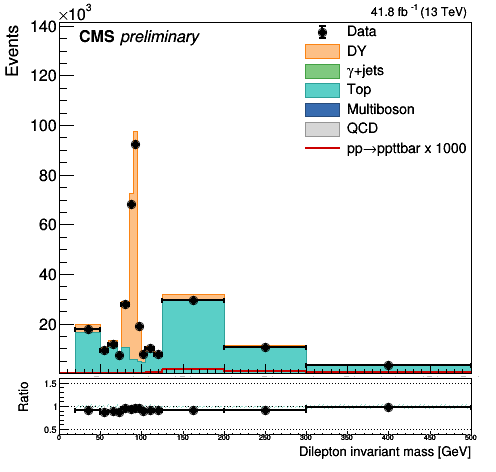 ×10³
41.8 fb⁻¹ (13 TeV)
CMS preliminary
Events
140
120
100
80
60
40
20
Data
DY
γ+jets
Top
Multiboson
QCD
pp→ppttbar x 1000
Ratio
1.5
1
0.5
0 50 100 150 200 250 300 350 400 450 500
Dilepton invariant mass [GeV]